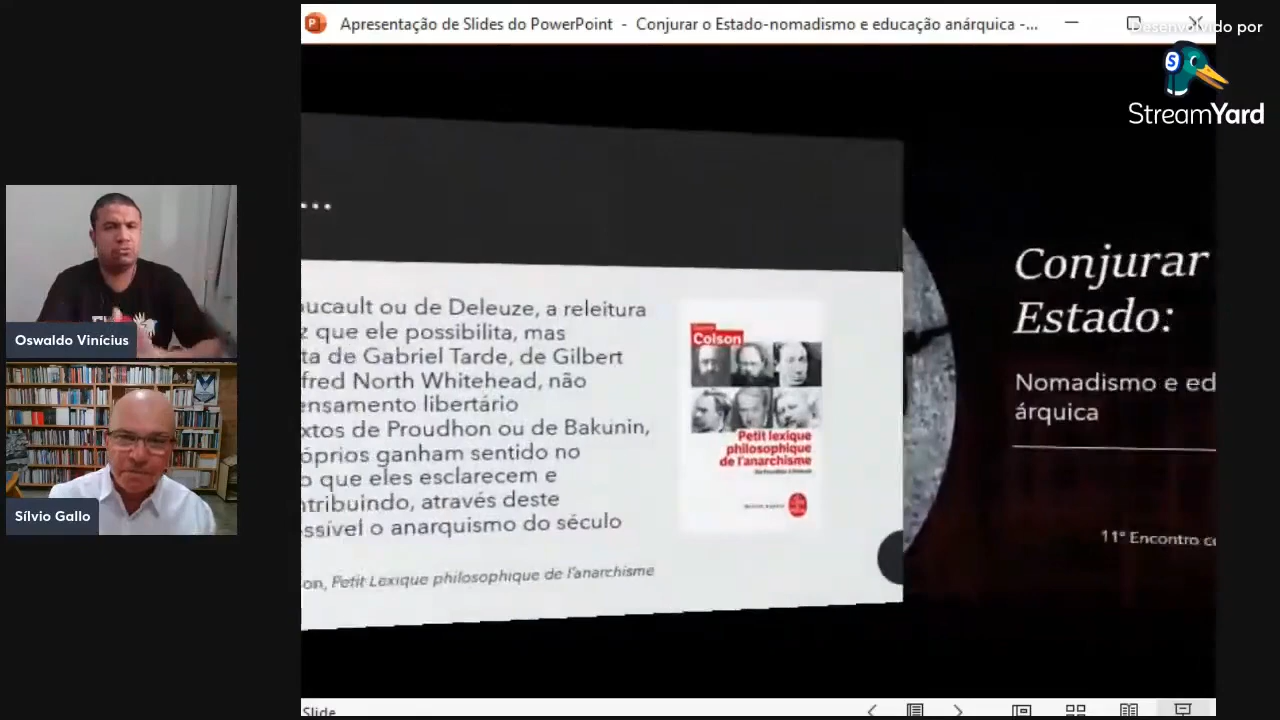 Apresentação de Slides do PowerPoint - Conjurar o Estado-nomadismo e educação anárquica -...
Desenvolvido por
S
StreamYard
...
Conjurar
Estado:
Nomadismo e ed
árquica
11º Encontro c
oucault ou de Deleuze, a releitura
z que ele possibilita, mas
ta de Gabriel Tarde, de Gilbert
fred North Whitehead, não
ensamento libertário
xtos de Proudhon ou de Bakunin,
óprios ganham sentido no
o que eles esclarecem e
ntribuindo, através deste
ssível o anarquismo do século
on, Petit Lexique philosophique de l'anarchisme
Colson
Petit lexique
philosophique
de l'anarchisme
Oswaldo Vinícius
Sílvio Gallo
Slide